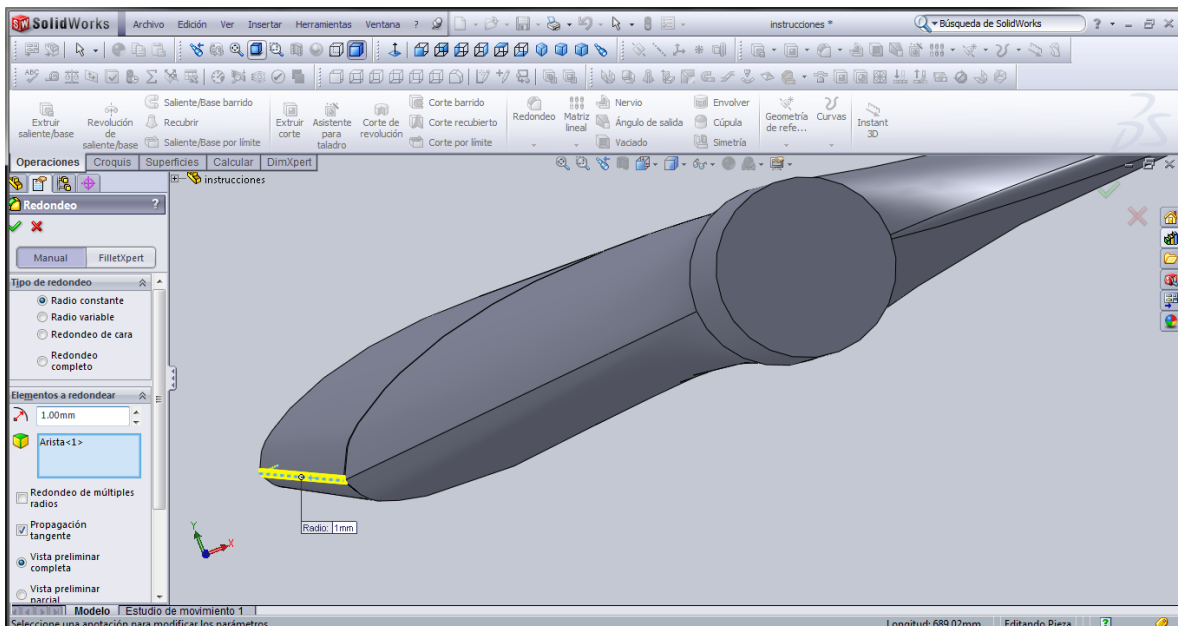 SolidWorks Archivo Edición Ver Insertar Herramientas Ventana ? instrucciones * Búsqueda de SolidWorks ?
Extruir saliente/base
Revolución de saliente/base
Saliente/Base barrido
Recubrir
Saliente/Base por límite
Extruir corte
Asistente para taladro
Corte de revolución
Corte barrido
Corte recubierto
Corte por límite
Redondeo
Matriz lineal
Nervio
Ángulo de salida
Vaciado
Envolver
Cúpula
Simetría
Geometría de refe...
Curvas
Instant 3D
Operaciones Croquis Superficies Calcular DimXpert
instrucciones
Redondeo ?
Manual FilletXpert
Tipo de redondeo
Radio constante
Radio variable
Redondeo de cara
Redondeo
completo
Elementos a redondear
1.00mm
Arista<1>
Redondeo de múltiples
radios
Propagación
tangente
Vista preliminar
completa
Vista preliminar
parcial
Radio: 1mm
Y
X
Modelo Estudio de movimiento 1
Seleccione una anotación para modificar los parámetros. Longitud: 689.02mm Editando Pieza ?